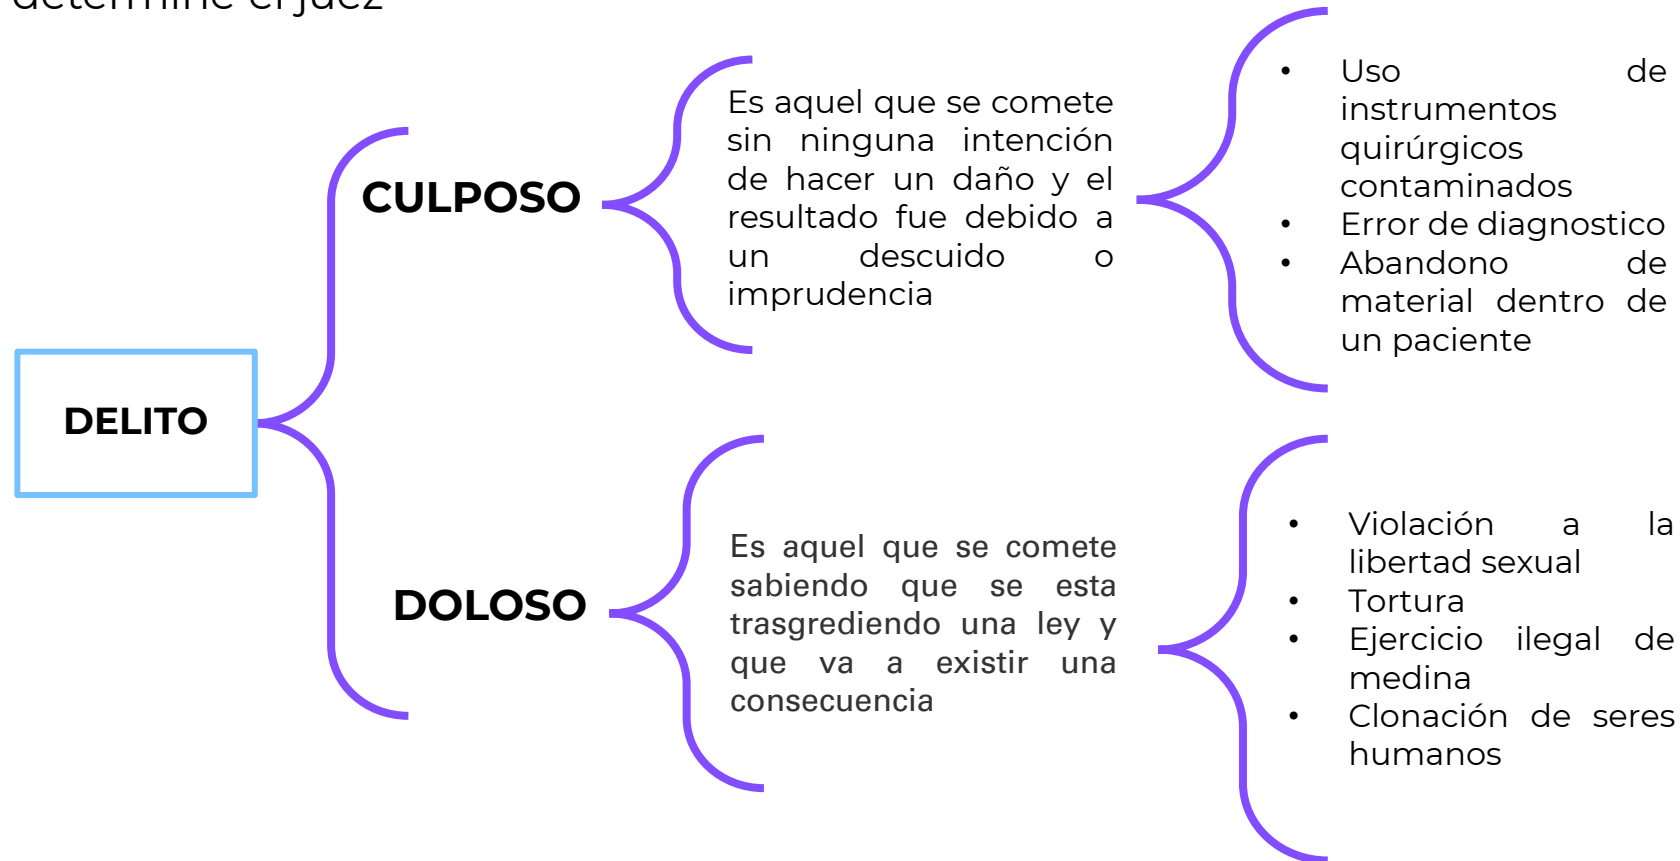 determine el juez
DELITO
CULPOSO
Es aquel que se comete
sin ninguna intención
de hacer un daño y el
resultado fue debido a
un descuido o
imprudencia
• Uso de
instrumentos
quirúrgicos
contaminados
• Error de diagnostico
• Abandono de
material dentro de
un paciente
DOLOSO
Es aquel que se comete
sabiendo que se esta
trasgrediendo una ley y
que va a existir una
consecuencia
• Violación a la
libertad sexual
• Tortura
• Ejercicio ilegal de
medina
• Clonación de seres
humanos